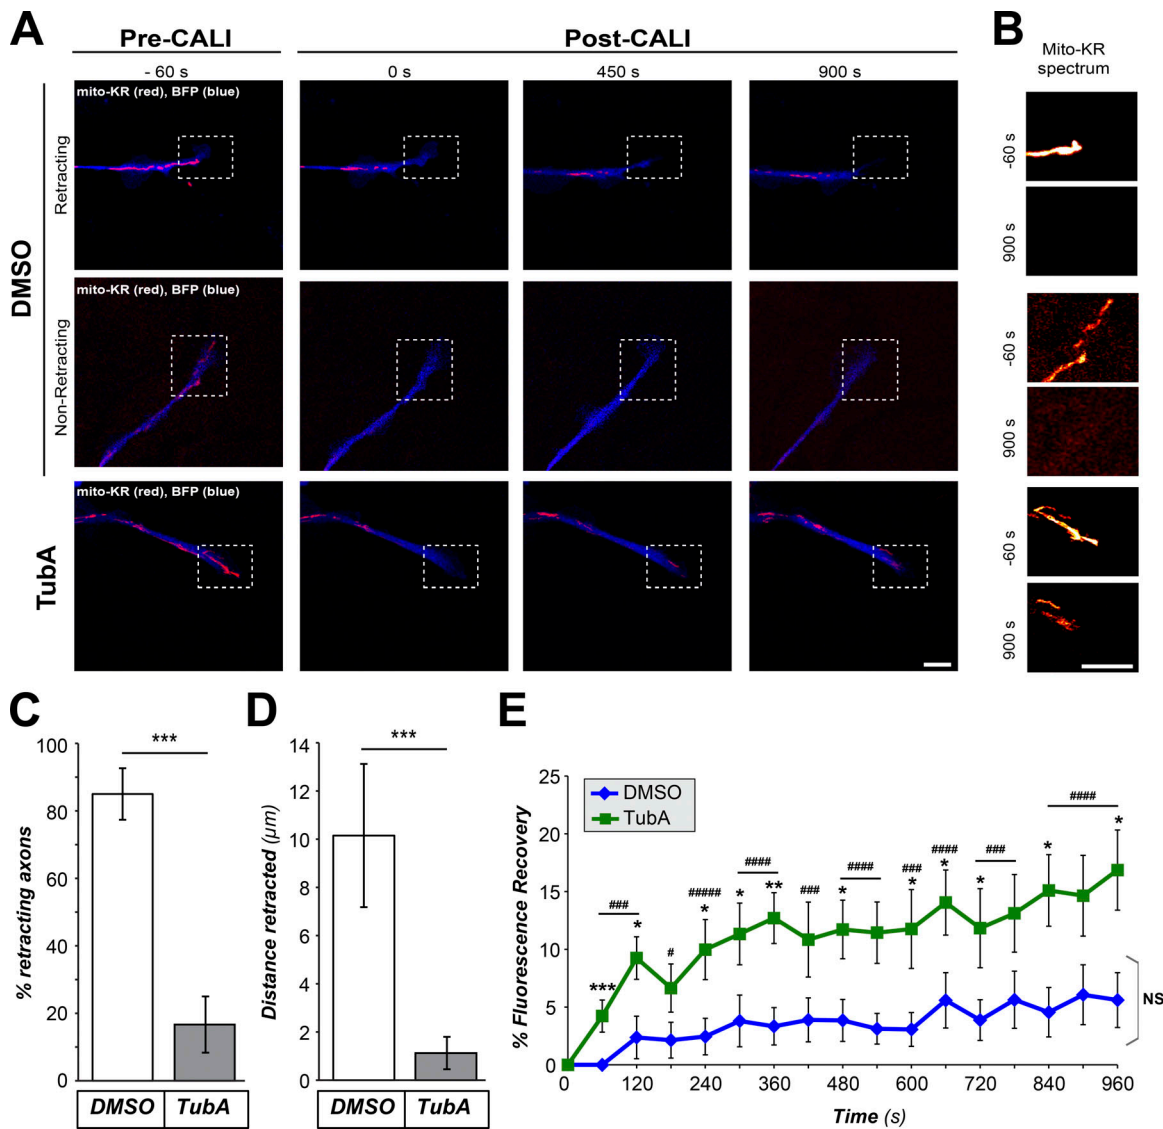 A
Pre-CALI
Post-CALI
- 60 s
0 s
450 s
900 s
DMSO
Retracting
mito-KR (red), BFP (blue)
Non-Retracting
mito-KR (red), BFP (blue)
TubA
mito-KR (red), BFP (blue)
B
Mito-KR
spectrum
-60 s
900 s
-60 s
900 s
-60s
900 s
C
% retracting axons
100
80
60
40
20
0
***
DMSO TubA
D
Distance retracted (µm)
14
12
10
8
6
4
2
0
***
DMSO TubA
E
% Fluorescence Recovery
25
20
15
10
5
0
DMSO
TubA
***
###
*
#
#####
*
####
* **
###
####
*
###
*
####
*
###
*
####
*
*
NS
0 120 240 360 480 600 720 840 960
Time (s)